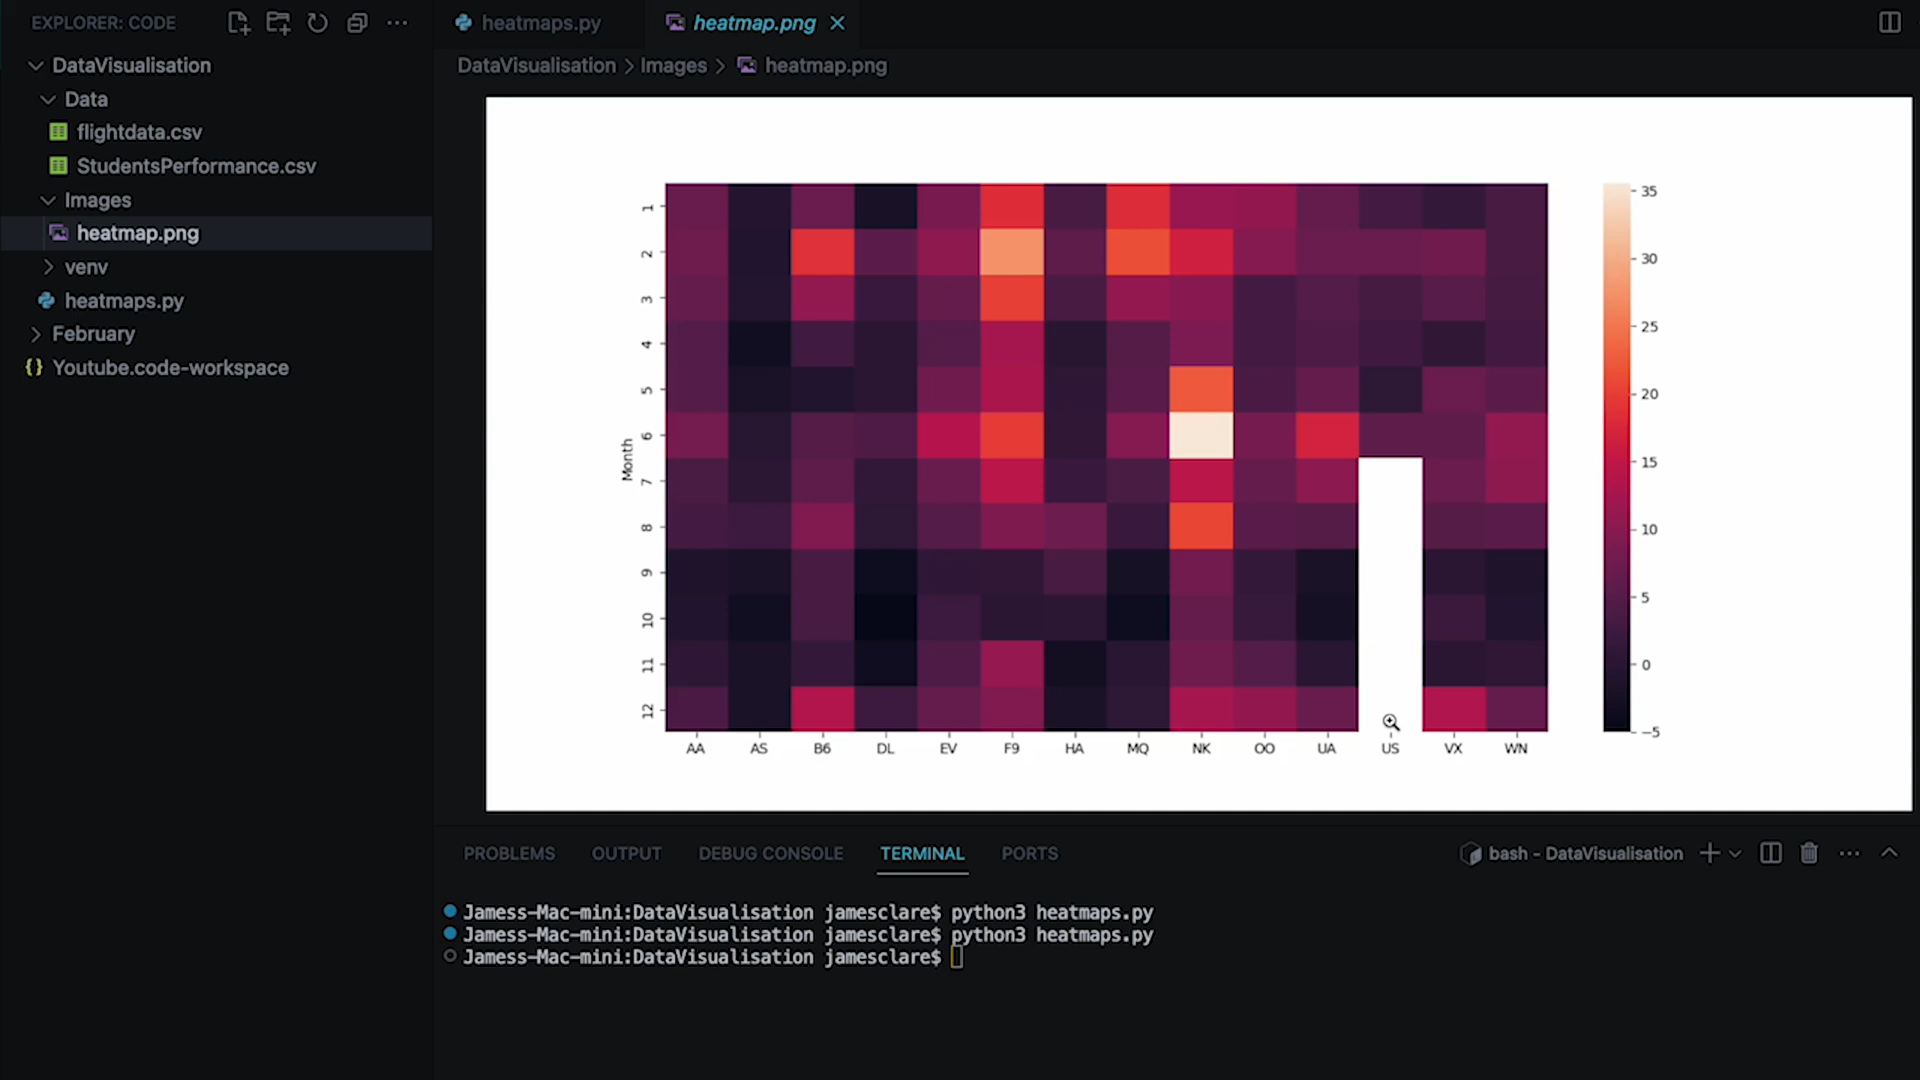 EXPLORER: CODE
heatmaps.py
heatmap.png
DataVisualisation
DataVisualisation > Images > heatmap.png
Data
flightdata.csv
StudentsPerformance.csv
Images
heatmap.png
venv
heatmaps.py
February
{} Youtube.code-workspace
Month
1
2
3
4
5
6
7
8
9
10
11
12
AA AS B6 DL EV F9 HA MQ NK OO UA US VX WN
35
30
25
20
15
10
5
0
−5
PROBLEMS OUTPUT DEBUG CONSOLE TERMINAL PORTS
bash - DataVisualisation
Jamess-Mac-mini:DataVisualisation jamesclare$ python3 heatmaps.py
Jamess-Mac-mini:DataVisualisation jamesclare$ python3 heatmaps.py
Jamess-Mac-mini:DataVisualisation jamesclare$